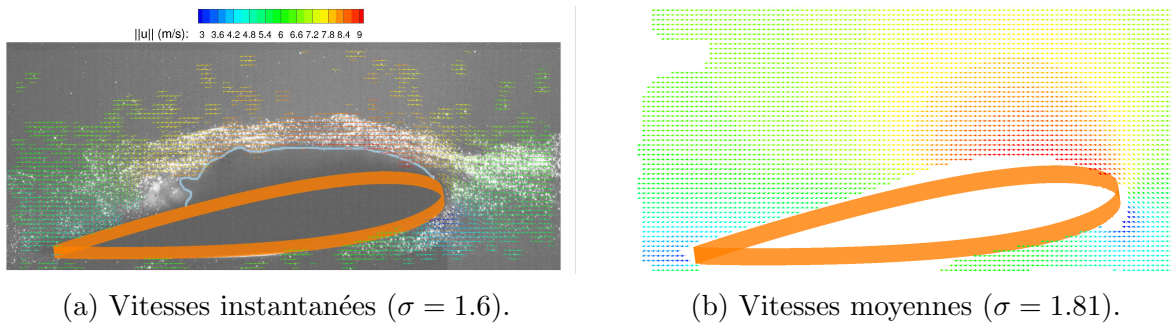 ||u|| (m/s): 3 3.6 4.2 4.8 5.4 6 6.6 7.2 7.8 8.4 9
(a) Vitesses instantanées (σ = 1.6).
(b) Vitesses moyennes (σ = 1.81).